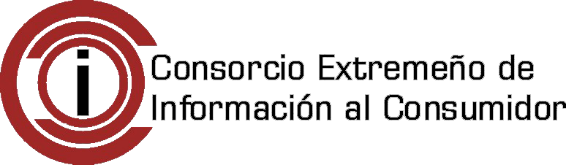 i
Consorcio Extremeño de
Información al Consumidor